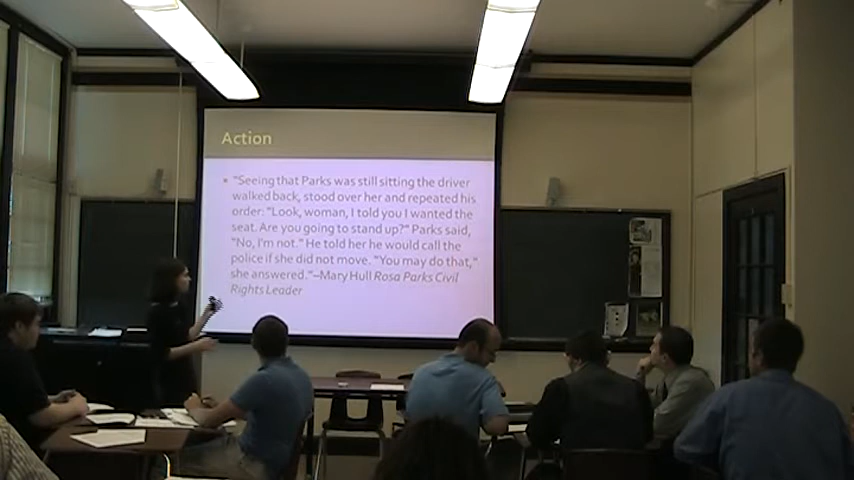 Action
"Seeing that Parks was still sitting the driver
walked back, stood over her and repeated his
order: "Look, woman, I told you I wanted the
seat. Are you going to stand up?" Parks said,
"No, I'm not." He told her he would call the
police if she did not move. "You may do that,"
she answered."–Mary Hull Rosa Parks Civil
Rights Leader